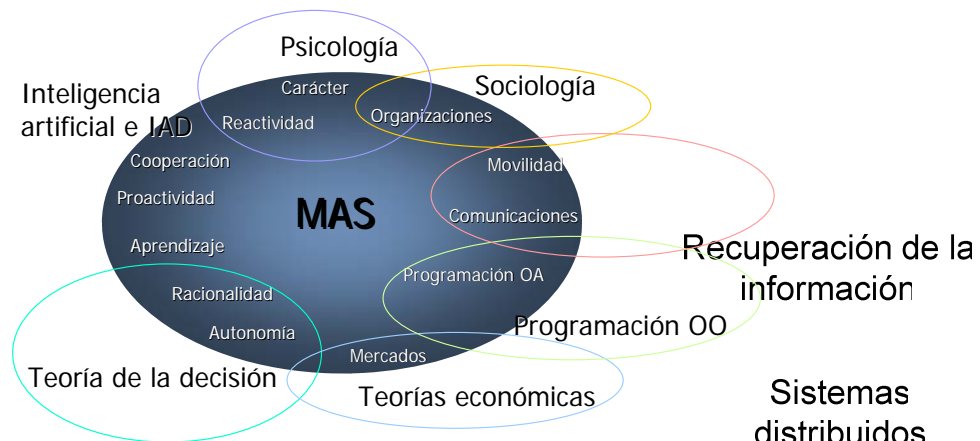 Psicología
Sociología
Inteligencia
artificial e IAD
Carácter
Reactividad
Organizaciones
Cooperación
Movilidad
Proactividad
MAS
Comunicaciones
Aprendizaje
Programación OA
Recuperación de la
información
Racionalidad
Autonomía
Programación OO
Mercados
Teoría de la decisión
Teorías económicas
Sistemas
distribuidos